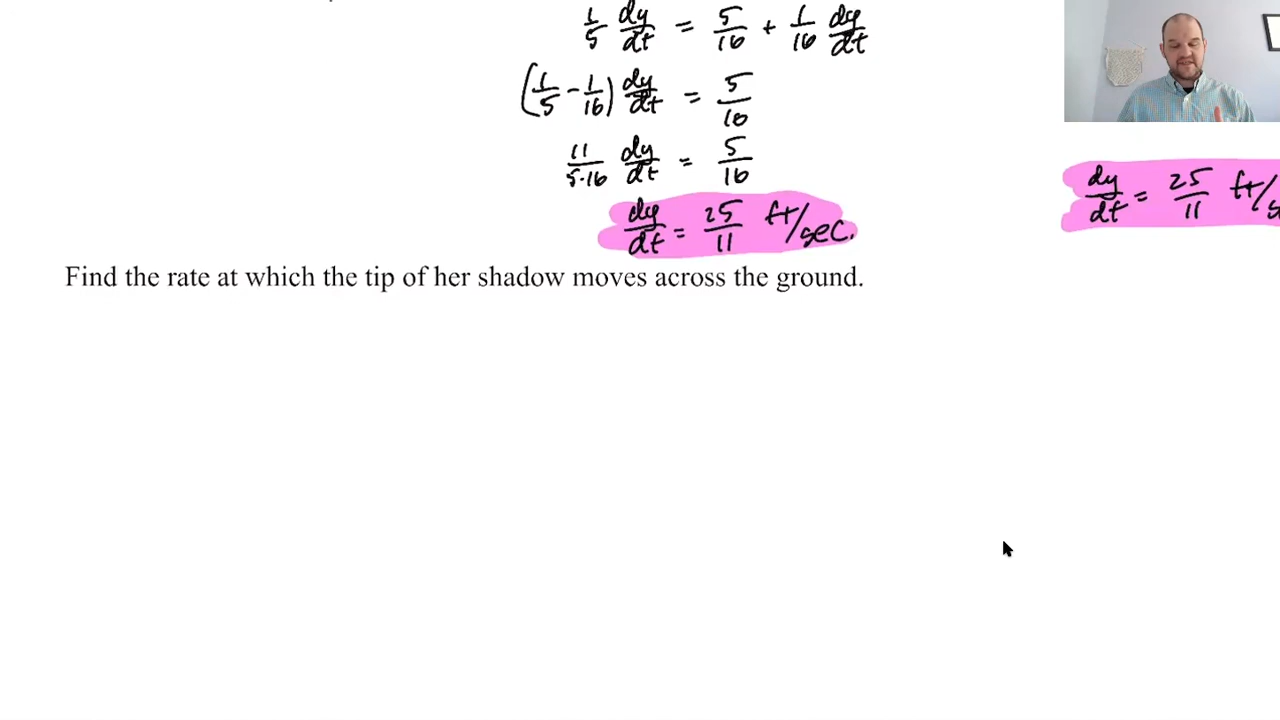 1/5 dy/dt = 5/16 + 1/16 dy/dt
(1/5 - 1/16) dy/dt = 5/16
11/5·16 dy/dt = 5/16
dy/dt = 25/11 ft/sec.
dy/dt = 25/11 ft/s
Find the rate at which the tip of her shadow moves across the ground.